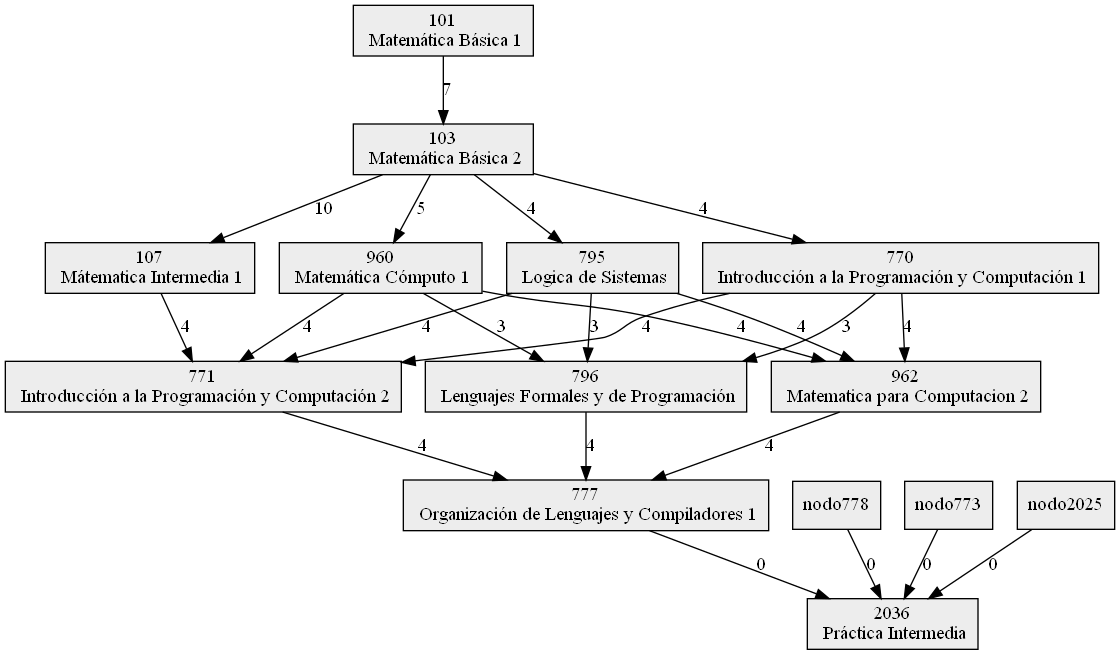 101
Matemática Básica 1
7
103
Matemática Básica 2
10
5
4
4
107
Mátematica Intermedia 1
960
Matemática Cómputo 1
795
Logica de Sistemas
770
Introducción a la Programación y Computación 1
4
4
4
3
3
4
4
4
3
4
771
Introducción a la Programación y Computación 2
796
Lenguajes Formales y de Programación
962
Matematica para Computacion 2
4
4
4
777
Organización de Lenguajes y Compiladores 1
nodo778
nodo773
nodo2025
0
0
0
0
2036
Práctica Intermedia